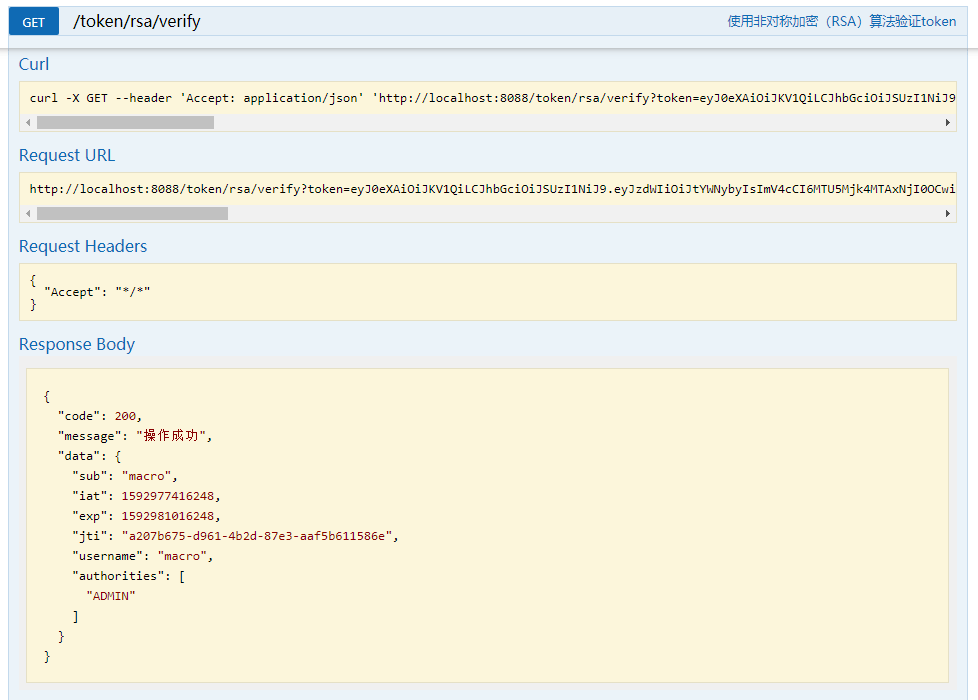 GET /token/rsa/verify 使用非对称加密（RSA）算法验证token
Curl
curl -X GET --header 'Accept: application/json' 'http://localhost:8088/token/rsa/verify?token=eyJ0eXAiOiJKV1QiLCJhbGciOiJSUzI1NiJ9
Request URL
http://localhost:8088/token/rsa/verify?token=eyJ0eXAiOiJKV1QiLCJhbGciOiJSUzI1NiJ9.eyJzdWIiOiJtYWNybyIsImV4cCI6MTU5Mjk4MTAxNjI0OCwi
Request Headers
{
"Accept": "*/*"
}
Response Body
{
"code": 200,
"message": "操作成功",
"data": {
"sub": "macro",
"iat": 1592977416248,
"exp": 1592981016248,
"jti": "a207b675-d961-4b2d-87e3-aaf5b611586e",
"username": "macro",
"authorities": [
"ADMIN"
]
}
}